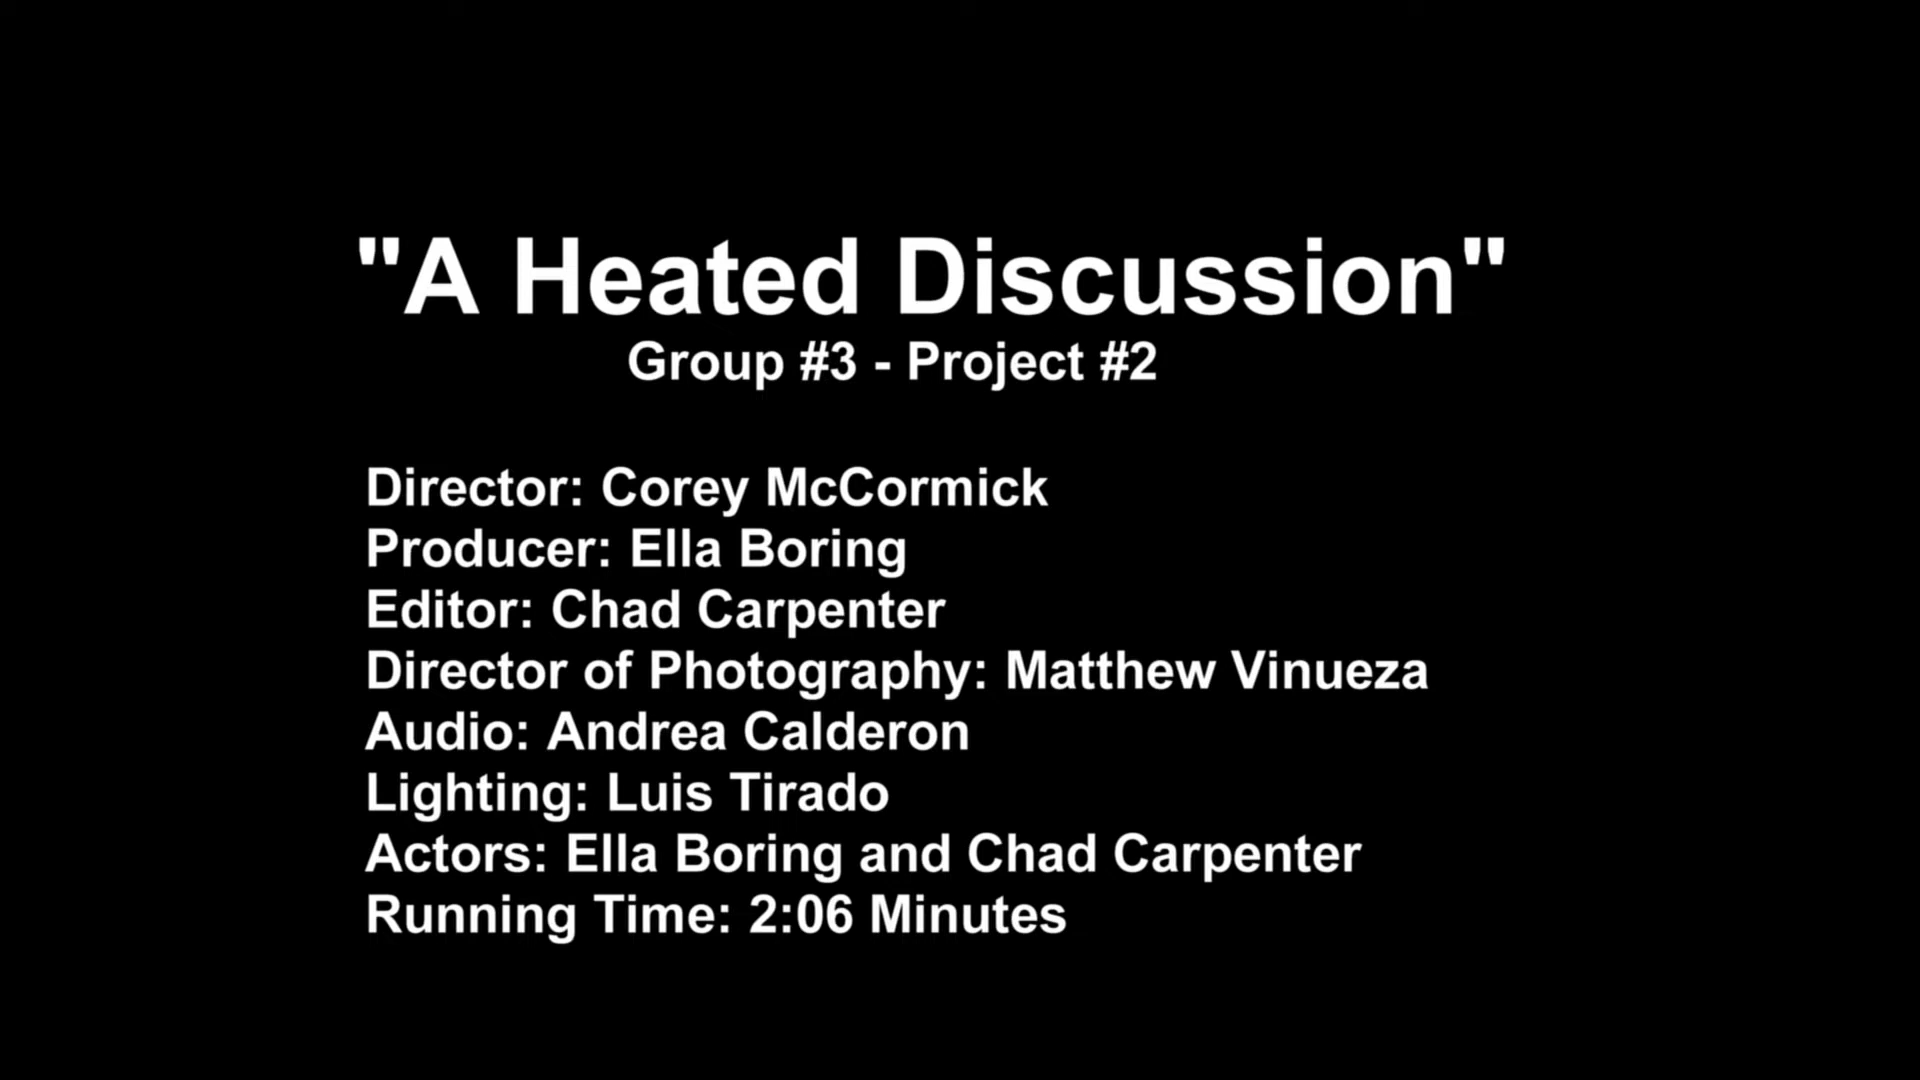 "A Heated Discussion"
Group #3 - Project #2
Director: Corey McCormick
Producer: Ella Boring
Editor: Chad Carpenter
Director of Photography: Matthew Vinueza
Audio: Andrea Calderon
Lighting: Luis Tirado
Actors: Ella Boring and Chad Carpenter
Running Time: 2:06 Minutes